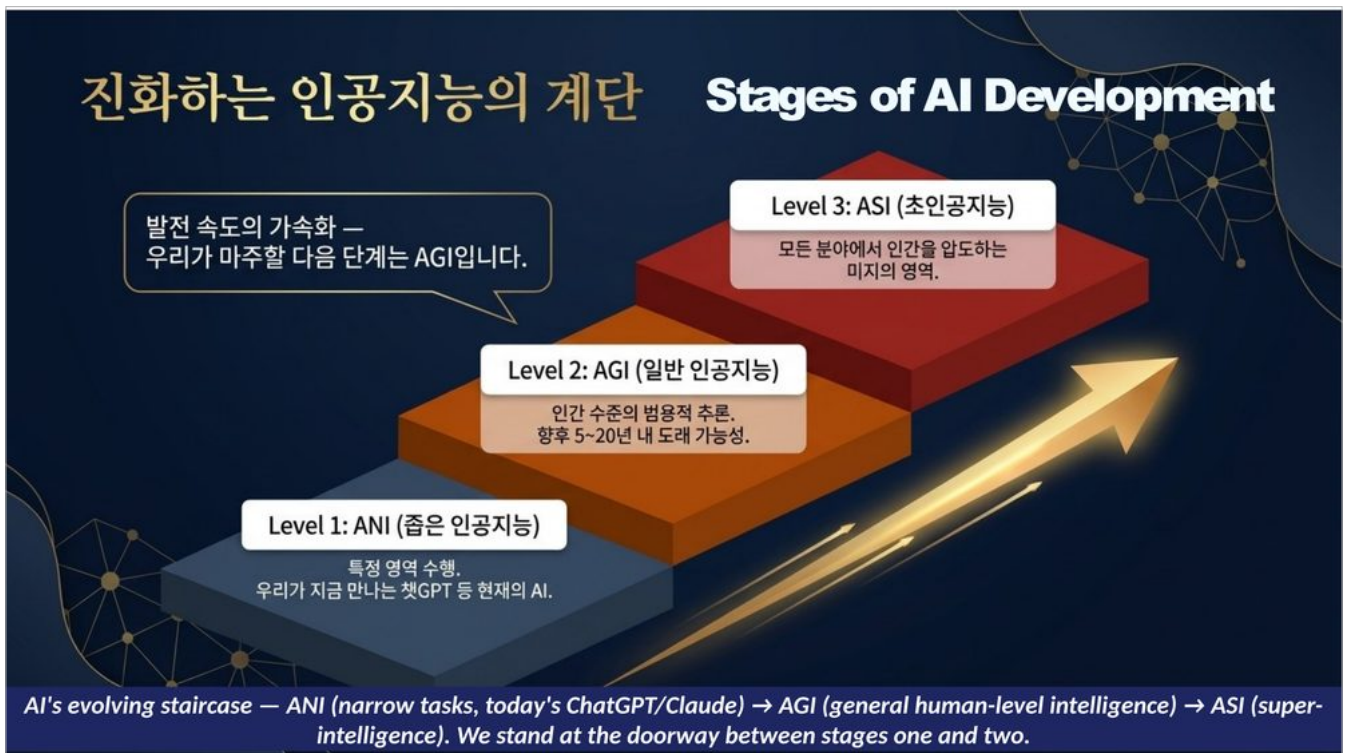 진화하는 인공지능의 계단
Stages of AI Development
발전 속도의 가속화 —
우리가 마주할 다음 단계는 AGI입니다.
Level 3: ASI (초인공지능)
모든 분야에서 인간을 압도하는
미지의 영역.
Level 2: AGI (일반 인공지능)
인간 수준의 범용적 추론.
향후 5~20년 내 도래 가능성.
Level 1: ANI (좁은 인공지능)
특정 영역 수행.
우리가 지금 만나는 챗GPT 등 현재의 AI.
AI's evolving staircase — ANI (narrow tasks, today's ChatGPT/Claude) → AGI (general human-level intelligence) → ASI (super-
intelligence). We stand at the doorway between stages one and two.